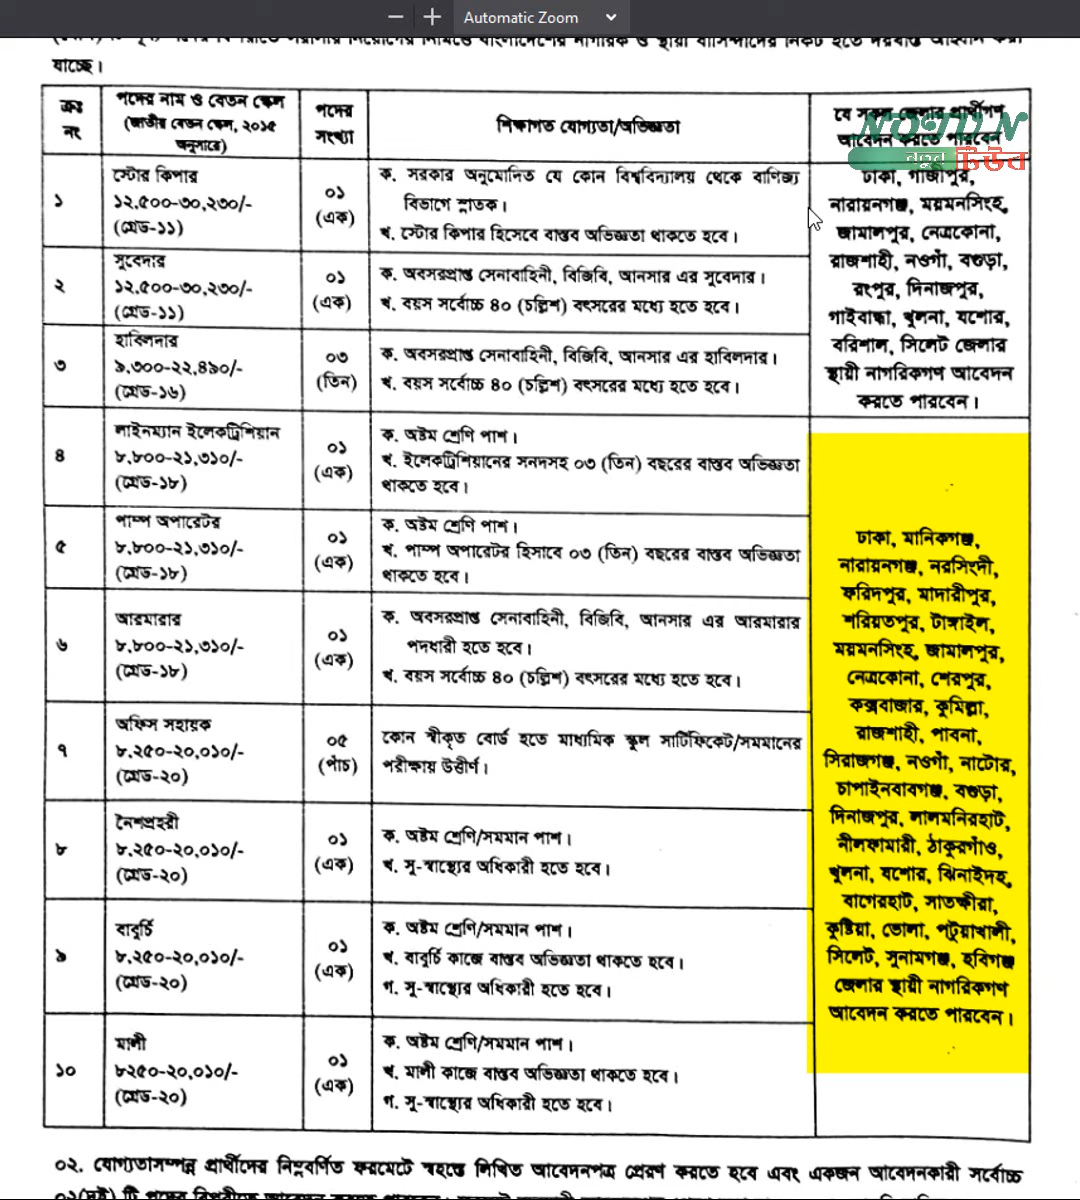 Automatic Zoom
যাচ্ছে।
ক্রঃ
নং
পদের নাম ও বেতন স্কেল
(জাতীয় বেতন স্কেল, ২০১৫
অনুসারে)
পদের
সংখ্যা
শিক্ষাগত যোগ্যতা/অভিজ্ঞতা
যে সকল জেলার প্রার্থীগণ
আবেদন করতে পারবেন
NOTUN
নতুন টিউব
১
স্টোর কিপার
১২,৫০০-৩০,২৩০/-
(গ্রেড-১১)
০১
(এক)
ক. সরকার অনুমোদিত যে কোন বিশ্ববিদ্যালয় থেকে বাণিজ্য
বিভাগে স্নাতক।
খ. স্টোর কিপার হিসেবে বাস্তব অভিজ্ঞতা থাকতে হবে।
ঢাকা, গাজীপুর,
নারায়নগঞ্জ, ময়মনসিংহ,
জামালপুর, নেত্রকোনা,
রাজশাহী, নওগাঁ, বগুড়া,
রংপুর, দিনাজপুর,
গাইবান্ধা, খুলনা, যশোর,
বরিশাল, সিলেট জেলার
স্থায়ী নাগরিকগণ আবেদন
করতে পারবেন।
২
সুবেদার
১২,৫০০-৩০,২৩০/-
(গ্রেড-১১)
০১
(এক)
ক. অবসরপ্রাপ্ত সেনাবাহিনী, বিজিবি, আনসার এর সুবেদার।
খ. বয়স সর্বোচ্চ ৪০ (চল্লিশ) বৎসরের মধ্যে হতে হবে।
৩
হাবিলদার
৯,৩০০-২২,৪৯০/-
(গ্রেড-১৬)
০৩
(তিন)
ক. অবসরপ্রাপ্ত সেনাবাহিনী, বিজিবি, আনসার এর হাবিলদার।
খ. বয়স সর্বোচ্চ ৪০ (চল্লিশ) বৎসরের মধ্যে হতে হবে।
৪
লাইনম্যান ইলেকট্রিশিয়ান
৮,৮০০-২১,৩১০/-
(গ্রেড-১৮)
০১
(এক)
ক. অষ্টম শ্রেণি পাশ।
খ. ইলেকট্রিশিয়ানের সনদসহ ০৩ (তিন) বছরের বাস্তব অভিজ্ঞতা
থাকতে হবে।
ঢাকা, মানিকগঞ্জ,
নারায়নগঞ্জ, নরসিংদী,
ফরিদপুর, মাদারীপুর,
শরিয়তপুর, টাঙ্গাইল,
ময়মনসিংহ, জামালপুর,
নেত্রকোনা, শেরপুর,
কক্সবাজার, কুমিল্লা,
রাজশাহী, পাবনা,
সিরাজগঞ্জ, নওগাঁ, নাটোর,
চাপাইনবাবগঞ্জ, বগুড়া,
দিনাজপুর, লালমনিরহাট,
নীলফামারী, ঠাকুরগাঁও,
খুলনা, যশোর, ঝিনাইদহ,
বাগেরহাট, সাতক্ষীরা,
কুষ্টিয়া, ভোলা, পটুয়াখালী,
সিলেট, সুনামগঞ্জ, হবিগঞ্জ
জেলার স্থায়ী নাগরিকগণ
আবেদন করতে পারবেন।
৫
পাম্প অপারেটর
৮,৮০০-২১,৩১০/-
(গ্রেড-১৮)
০১
(এক)
ক. অষ্টম শ্রেণি পাশ।
খ. পাম্প অপারেটর হিসাবে ০৩ (তিন) বছরের বাস্তব অভিজ্ঞতা
থাকতে হবে।
৬
আরমারার
৮,৮০০-২১,৩১০/-
(গ্রেড-১৮)
০১
(এক)
ক. অবসরপ্রাপ্ত সেনাবাহিনী, বিজিবি, আনসার এর আরমারার
পদধারী হতে হবে।
খ. বয়স সর্বোচ্চ ৪০ (চল্লিশ) বৎসরের মধ্যে হতে হবে।
৭
অফিস সহায়ক
৮,২৫০-২০,০১০/-
(গ্রেড-২০)
০৫
(পাঁচ)
কোন স্বীকৃত বোর্ড হতে মাধ্যমিক স্কুল সার্টিফিকেট/সমমানের
পরীক্ষায় উত্তীর্ণ।
৮
নৈশপ্রহরী
৮,২৫০-২০,০১০/-
(গ্রেড-২০)
০১
(এক)
ক. অষ্টম শ্রেণি/সমমান পাশ।
খ. সু-স্বাস্থ্যের অধিকারী হতে হবে।
৯
বাবুর্চি
৮,২৫০-২০,০১০/-
(গ্রেড-২০)
০১
(এক)
ক. অষ্টম শ্রেণি/সমমান পাশ।
খ. বাবুর্চি কাজে বাস্তব অভিজ্ঞতা থাকতে হবে।
গ. সু-স্বাস্থ্যের অধিকারী হতে হবে।
১০
মালী
৮২৫০-২০,০১০/-
(গ্রেড-২০)
০১
(এক)
ক. অষ্টম শ্রেণি/সমমান পাশ।
খ. মালী কাজে বাস্তব অভিজ্ঞতা থাকতে হবে।
গ. সু-স্বাস্থ্যের অধিকারী হতে হবে।
০২. যোগ্যতাসম্পন্ন প্রার্থীদের নিম্নবর্ণিত ফরমেটে স্বহস্তে লিখিত আবেদনপত্র প্রেরণ করতে হবে এবং একজন আবেদনকারী সর্বোচ্চ